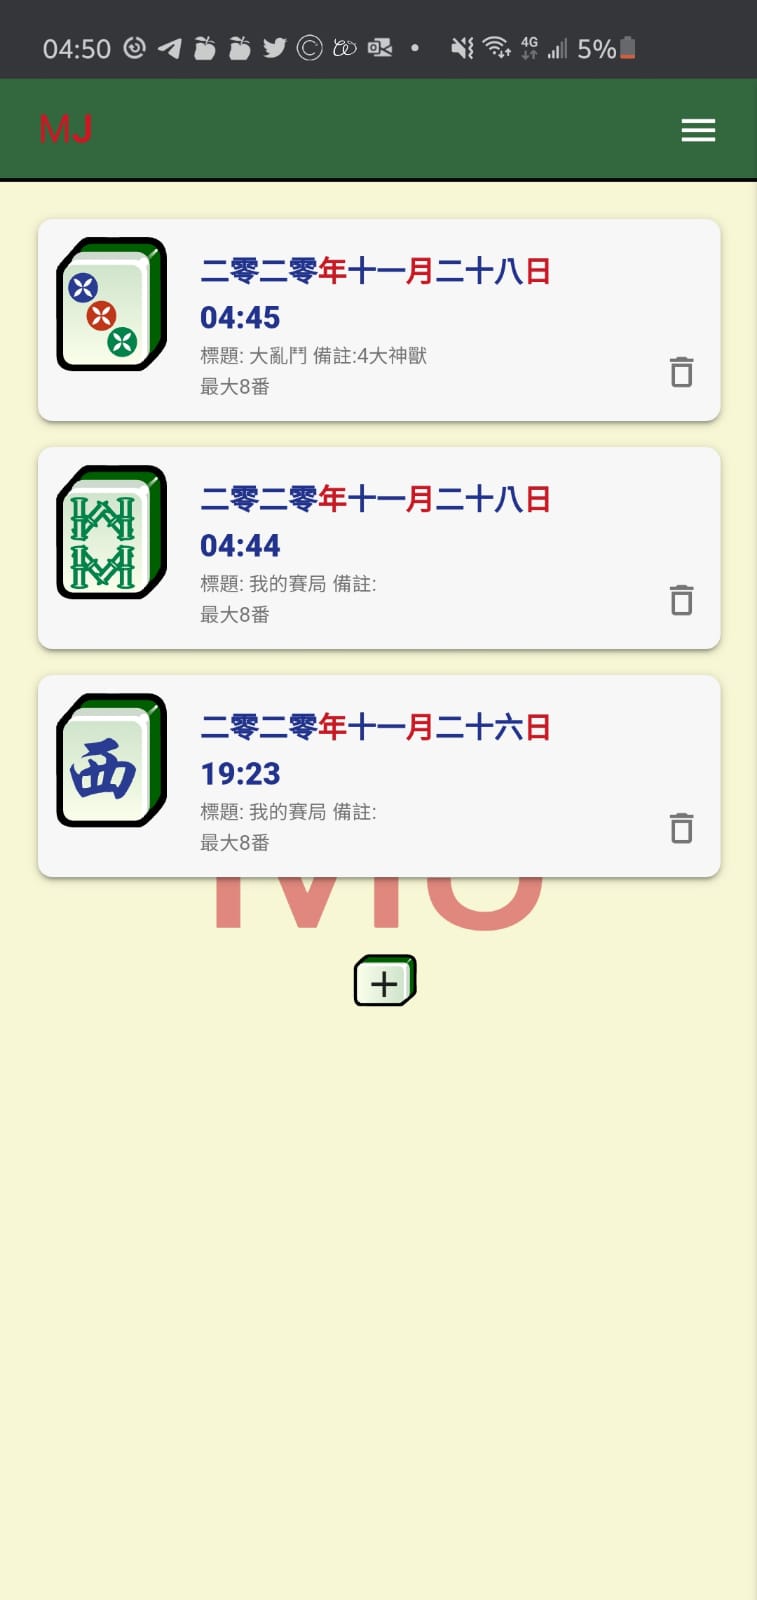 04:50 4G 5%
MJ
二零二零年十一月二十八日
04:45
標題: 大亂鬥 備註:4大神獸
最大8番
二零二零年十一月二十八日
04:44
標題: 我的賽局 備註:
最大8番
西
二零二零年十一月二十六日
19:23
標題: 我的賽局 備註:
最大8番